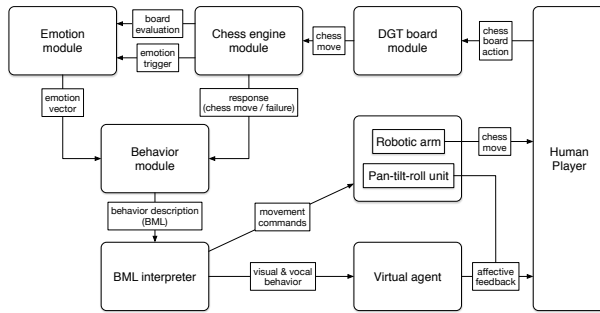 Emotion
module
board
evaluation
emotion
trigger
Chess engine
module
chess
move
DGT board
module
chess
board
action
Human
Player
emotion
vector
response
(chess move / failure)
Behavior
module
Robotic arm
chess
move
Pan-tilt-roll unit
behavior description
(BML)
movement
commands
BML interpreter
visual & vocal
behavior
Virtual agent
affective
feedback